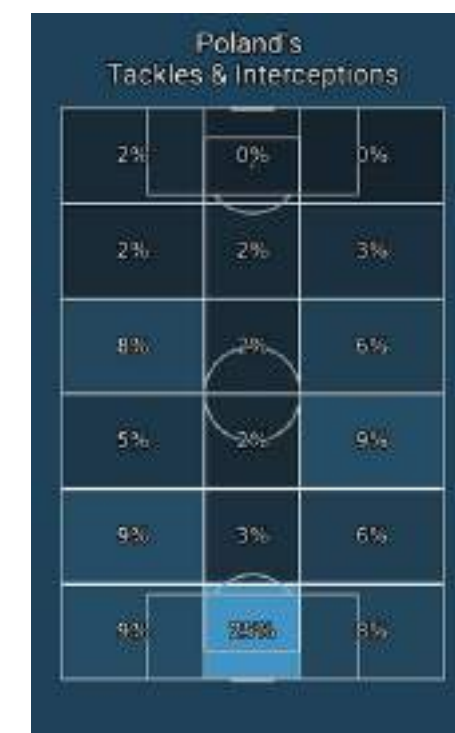 Poland's
Tackles & Interceptions
2% 0% 0%
2% 2% 3%
8% 2% 6%
5% 2% 9%
9% 3% 6%
9% 8%